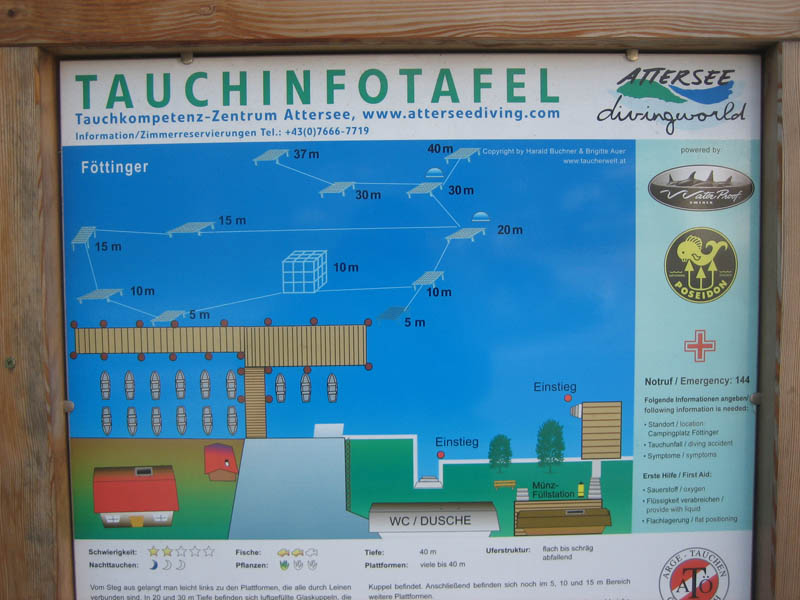 TAUCHINFOTAFEL
Tauchkompetenz-Zentrum Attersee, www.atterseediving.com
Information/Zimmerreservierungen Tel.: +43(0)7666-7719
ATTERSEE
divingworld
Föttinger
37 m
40 m
Copyright by Harald Buchner & Brigitte Auer
www.taucherwelt.at
30 m
30 m
15 m
20 m
15 m
10 m
10 m
10 m
5 m
5 m
powered by:
Water Proof
SWEDEN
POSEIDON
Notruf / Emergency: 144
Folgende Informationen angeben/
following information is needed:
• Standort / location:
Campingplatz Föttinger
• Tauchunfall / diving accident
• Symptome / symptoms
Erste Hilfe / First Aid:
• Sauerstoff / oxygen
• Flüssigkeit verabreichen /
provide with liquid
• Flachlagerung / flat positioning
Einstieg
Einstieg
Münz-
Füllstation
WC / DUSCHE
Schwierigkeit:
Fische:
Tiefe: 40 m
Uferstruktur: flach bis schräg
abfallend
Nachttauchen:
Pflanzen:
Plattformen: viele bis 40 m
Vom Steg aus gelangt man leicht links zu den Plattformen, die alle durch Leinen
verbunden sind. In 20 und 30 m Tiefe befinden sich luftgefüllte Glaskuppeln, die
Kuppel befindet. Anschließend befinden sich noch im 5, 10 und 15 m Bereich
weitere Plattformen.
ARGE-TAUCHEN
ATÖ